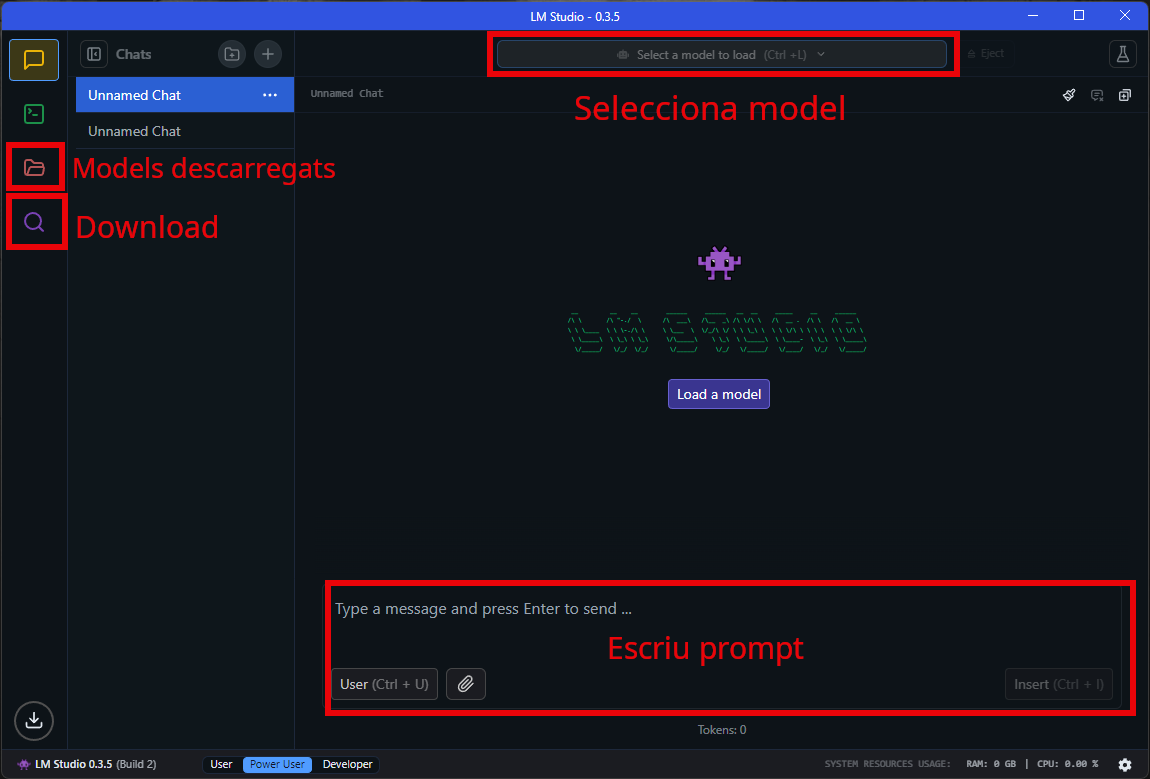 LM Studio - 0.3.5
Chats
Select a model to load (Ctrl +L)
Eject
Unnamed Chat
Unnamed Chat
Selecciona model
Unnamed Chat
Models descarregats
Download
LM STUDIO
Load a model
Type a message and press Enter to send ...
Escriu prompt
User (Ctrl + U)
Insert (Ctrl + I)
Tokens: 0
LM Studio 0.3.5 (Build 2)
User
Power User
Developer
SYSTEM RESOURCES USAGE:
RAM: 0 GB | CPU: 0.00 %